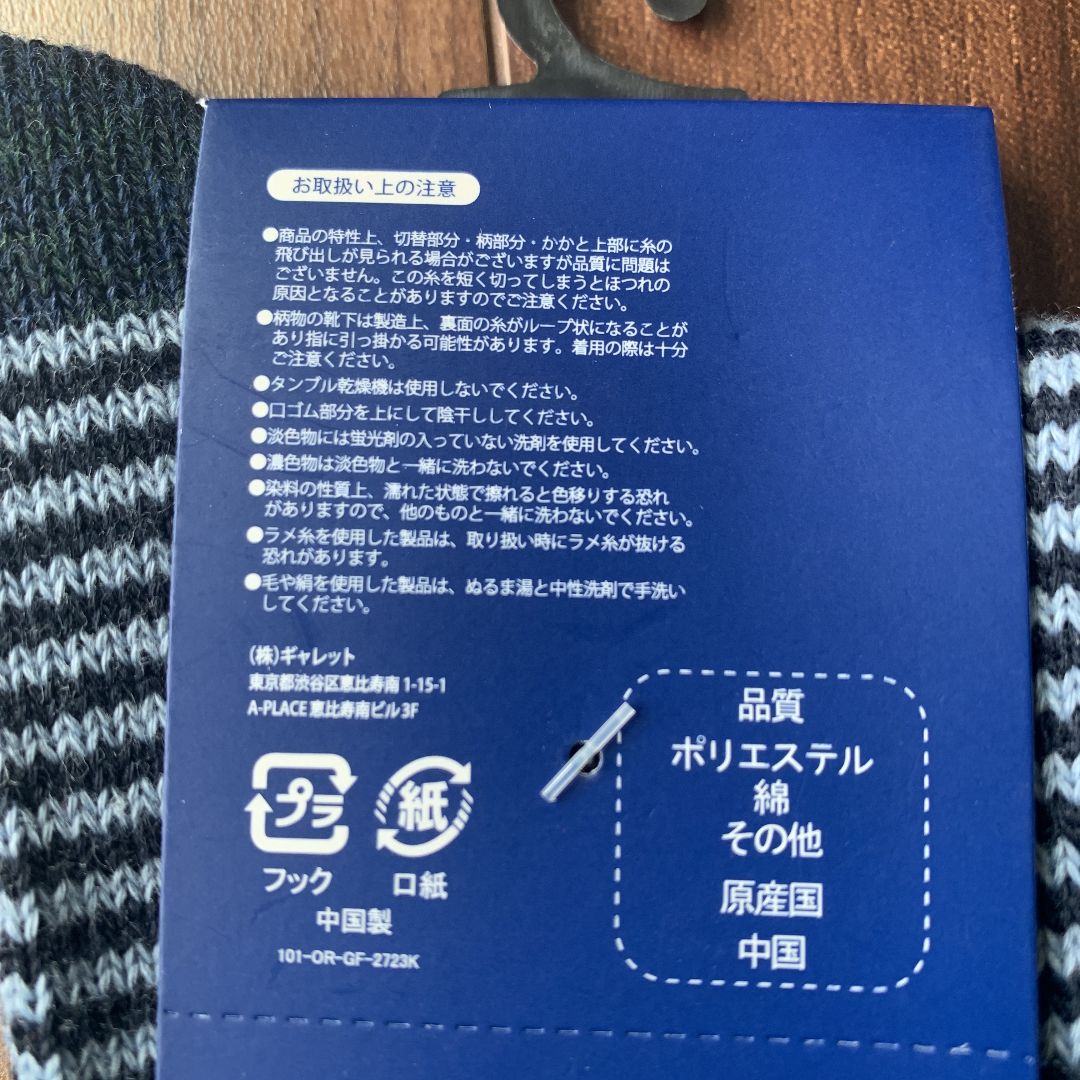 お取扱い上の注意
●商品の特性上、切替部分・柄部分・かかと上部に糸の
飛び出しが見られる場合がございますが品質に問題は
ございません。この糸を短く切ってしまうとほつれの
原因となることがありますのでご注意ください。
●柄物の靴下は製造上、裏面の糸がループ状になることが
あり指に引っ掛かる可能性があります。着用の際は十分
ご注意ください。
●タンブル乾燥機は使用しないでください。
●口ゴム部分を上にして陰干ししてください。
●淡色物には蛍光剤の入っていない洗剤を使用してください。
●濃色物は淡色物と一緒に洗わないでください。
●染料の性質上、濡れた状態で擦れると色移りする恐れ
がありますので、他のものと一緒に洗わないでください。
●ラメ糸を使用した製品は、取り扱い時にラメ糸が抜ける
恐れがあります。
●毛や絹を使用した製品は、ぬるま湯と中性洗剤で手洗い
してください。
(株)ギャレット
東京都渋谷区恵比寿南1-15-1
A-PLACE恵比寿南ビル3F
プラ
紙
フック
口紙
中国製
101-OR-GF-2723K
品質
ポリエステル
綿
その他
原産国
中国